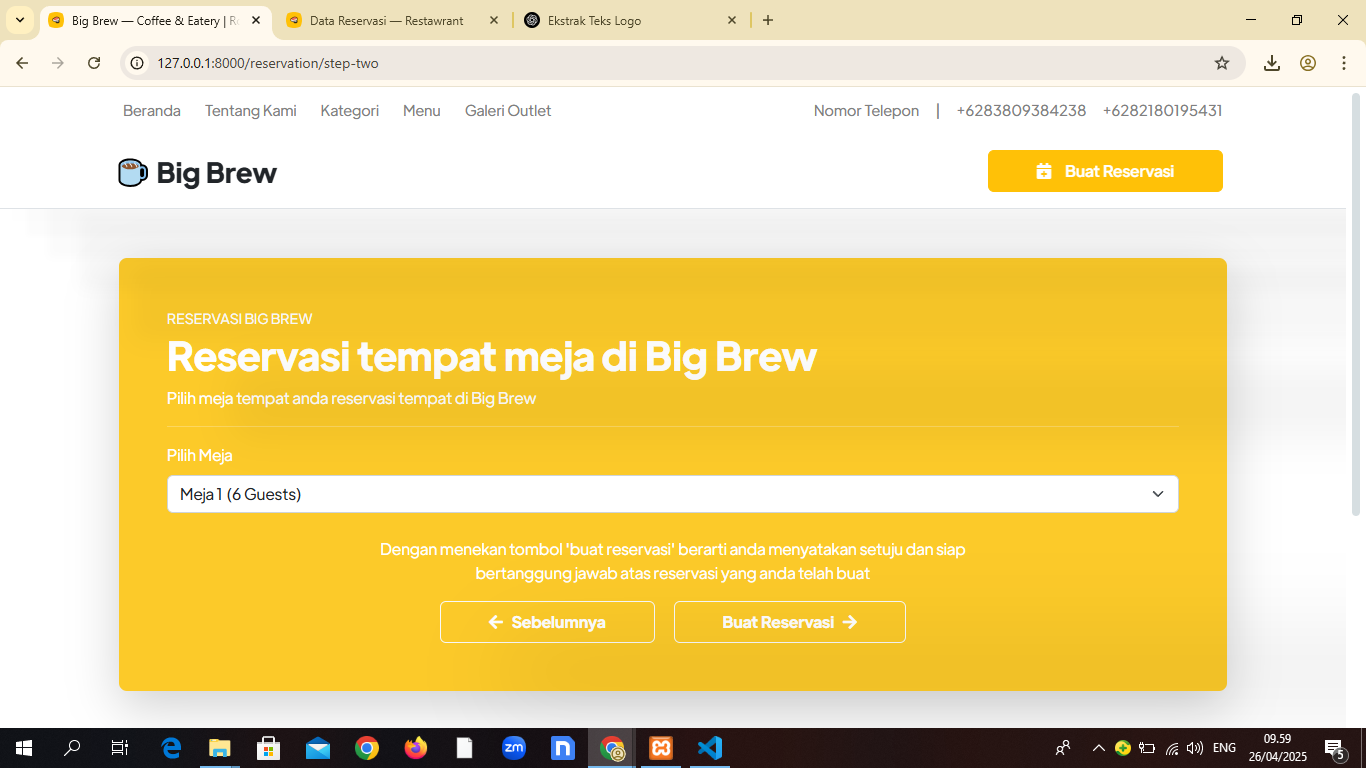 Big Brew — Coffee & Eatery | R
Data Reservasi — Restawrant
Ekstrak Teks Logo
127.0.0.1:8000/reservation/step-two
Beranda Tentang Kami Kategori Menu Galeri Outlet Nomor Telepon | +6283809384238 +6282180195431
Big Brew Buat Reservasi
RESERVASI BIG BREW
Reservasi tempat meja di Big Brew
Pilih meja tempat anda reservasi tempat di Big Brew
Pilih Meja
Meja 1 (6 Guests)
Dengan menekan tombol 'buat reservasi' berarti anda menyatakan setuju dan siap
bertanggung jawab atas reservasi yang anda telah buat
Sebelumnya Buat Reservasi
zm
n
ENG
09.59
26/04/2025
5